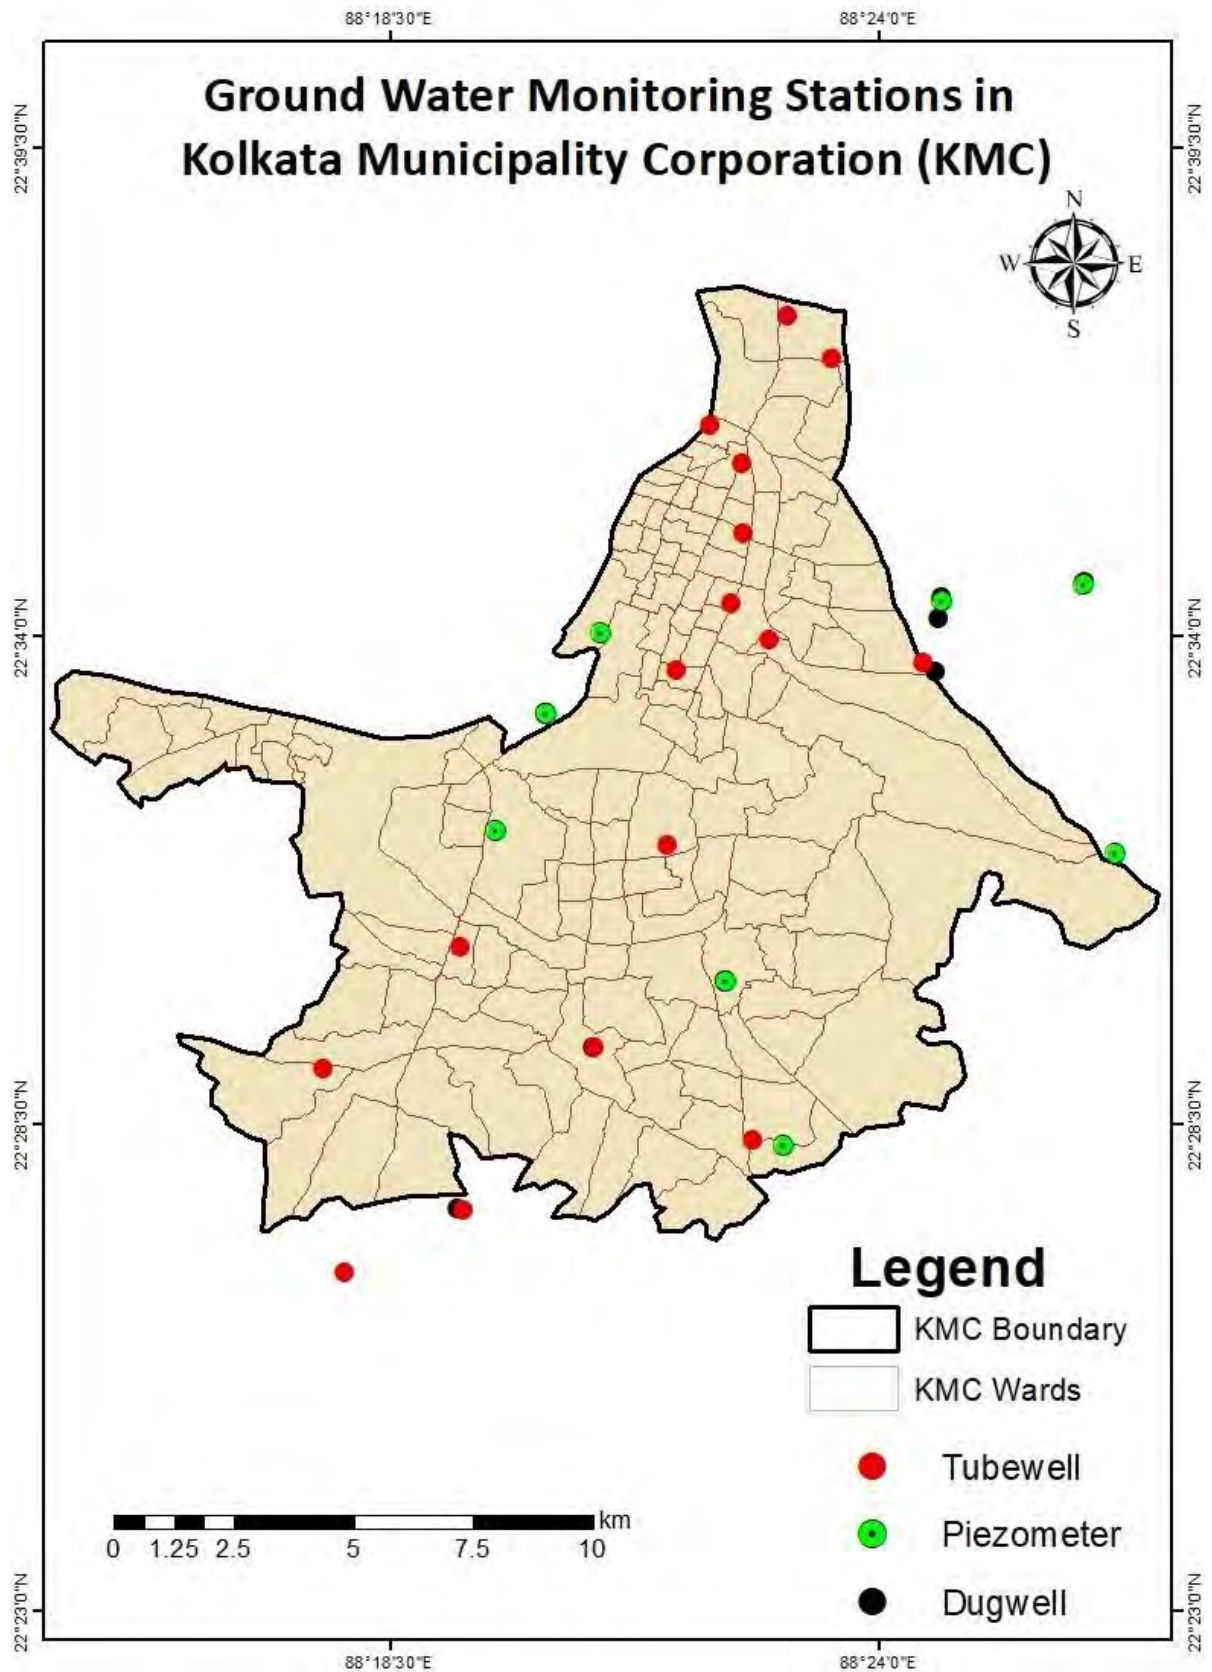 88°18'30"E
88°24'0"E
22°39'30"N
22°39'30"N
Ground Water Monitoring Stations in
Kolkata Municipality Corporation (KMC)
N
W
E
S
22°34'0"N
22°34'0"N
22°28'30"N
22°28'30"N
Legend
KMC Boundary
KMC Wards
Tubewell
Piezometer
Dugwell
km
0 1.25 2.5 5 7.5 10
22°23'0"N
22°23'0"N
88°18'30"E
88°24'0"E